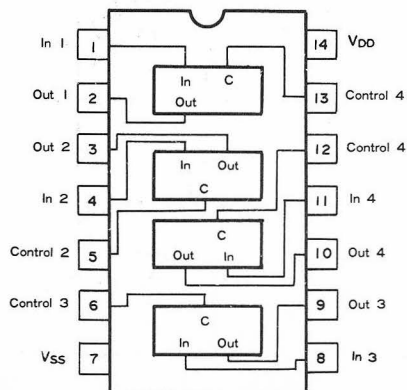 In 1
1
14
VDD
In
C
Out 1
2
Out
13
Control 4
Out 2
3
In
Out
12
Control 4
In 2
4
C
11
In 4
C
Control 2
5
Out
In
10
Out 4
Control 3
6
C
9
Out 3
VSS
7
In
Out
8
In 3